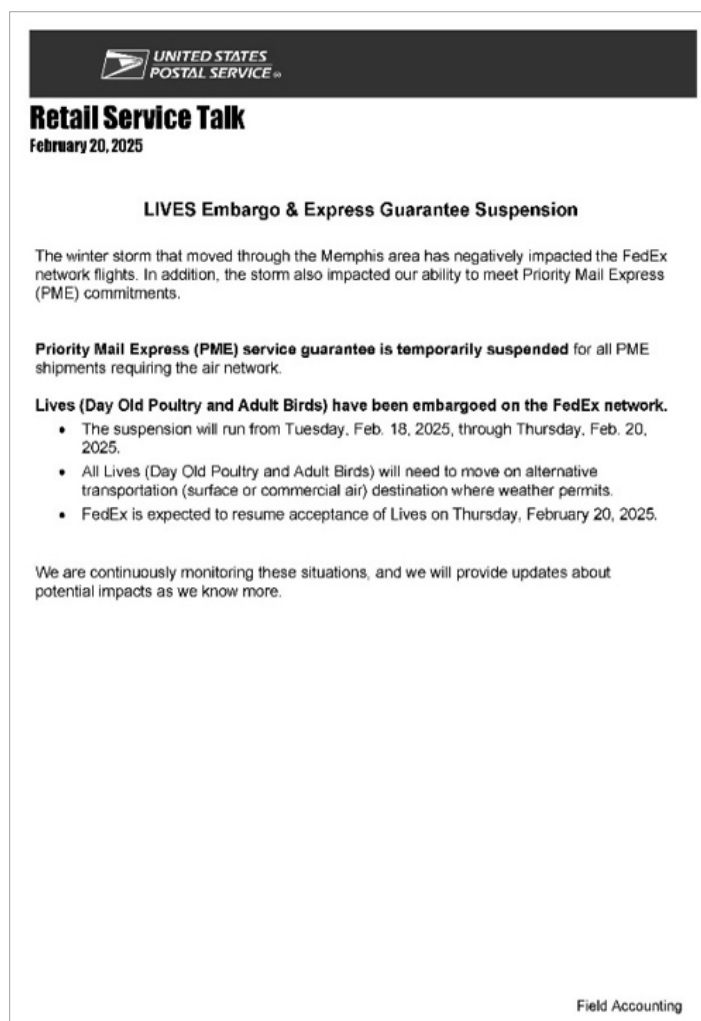 UNITED STATES
POSTAL SERVICE ®
Retail Service Talk
February 20, 2025
LIVES Embargo & Express Guarantee Suspension
The winter storm that moved through the Memphis area has negatively impacted the FedEx
network flights. In addition, the storm also impacted our ability to meet Priority Mail Express
(PME) commitments.
Priority Mail Express (PME) service guarantee is temporarily suspended for all PME
shipments requiring the air network.
Lives (Day Old Poultry and Adult Birds) have been embargoed on the FedEx network.
• The suspension will run from Tuesday, Feb. 18, 2025, through Thursday, Feb. 20,
2025.
• All Lives (Day Old Poultry and Adult Birds) will need to move on alternative
transportation (surface or commercial air) destination where weather permits.
• FedEx is expected to resume acceptance of Lives on Thursday, February 20, 2025.
We are continuously monitoring these situations, and we will provide updates about
potential impacts as we know more.
Field Accounting